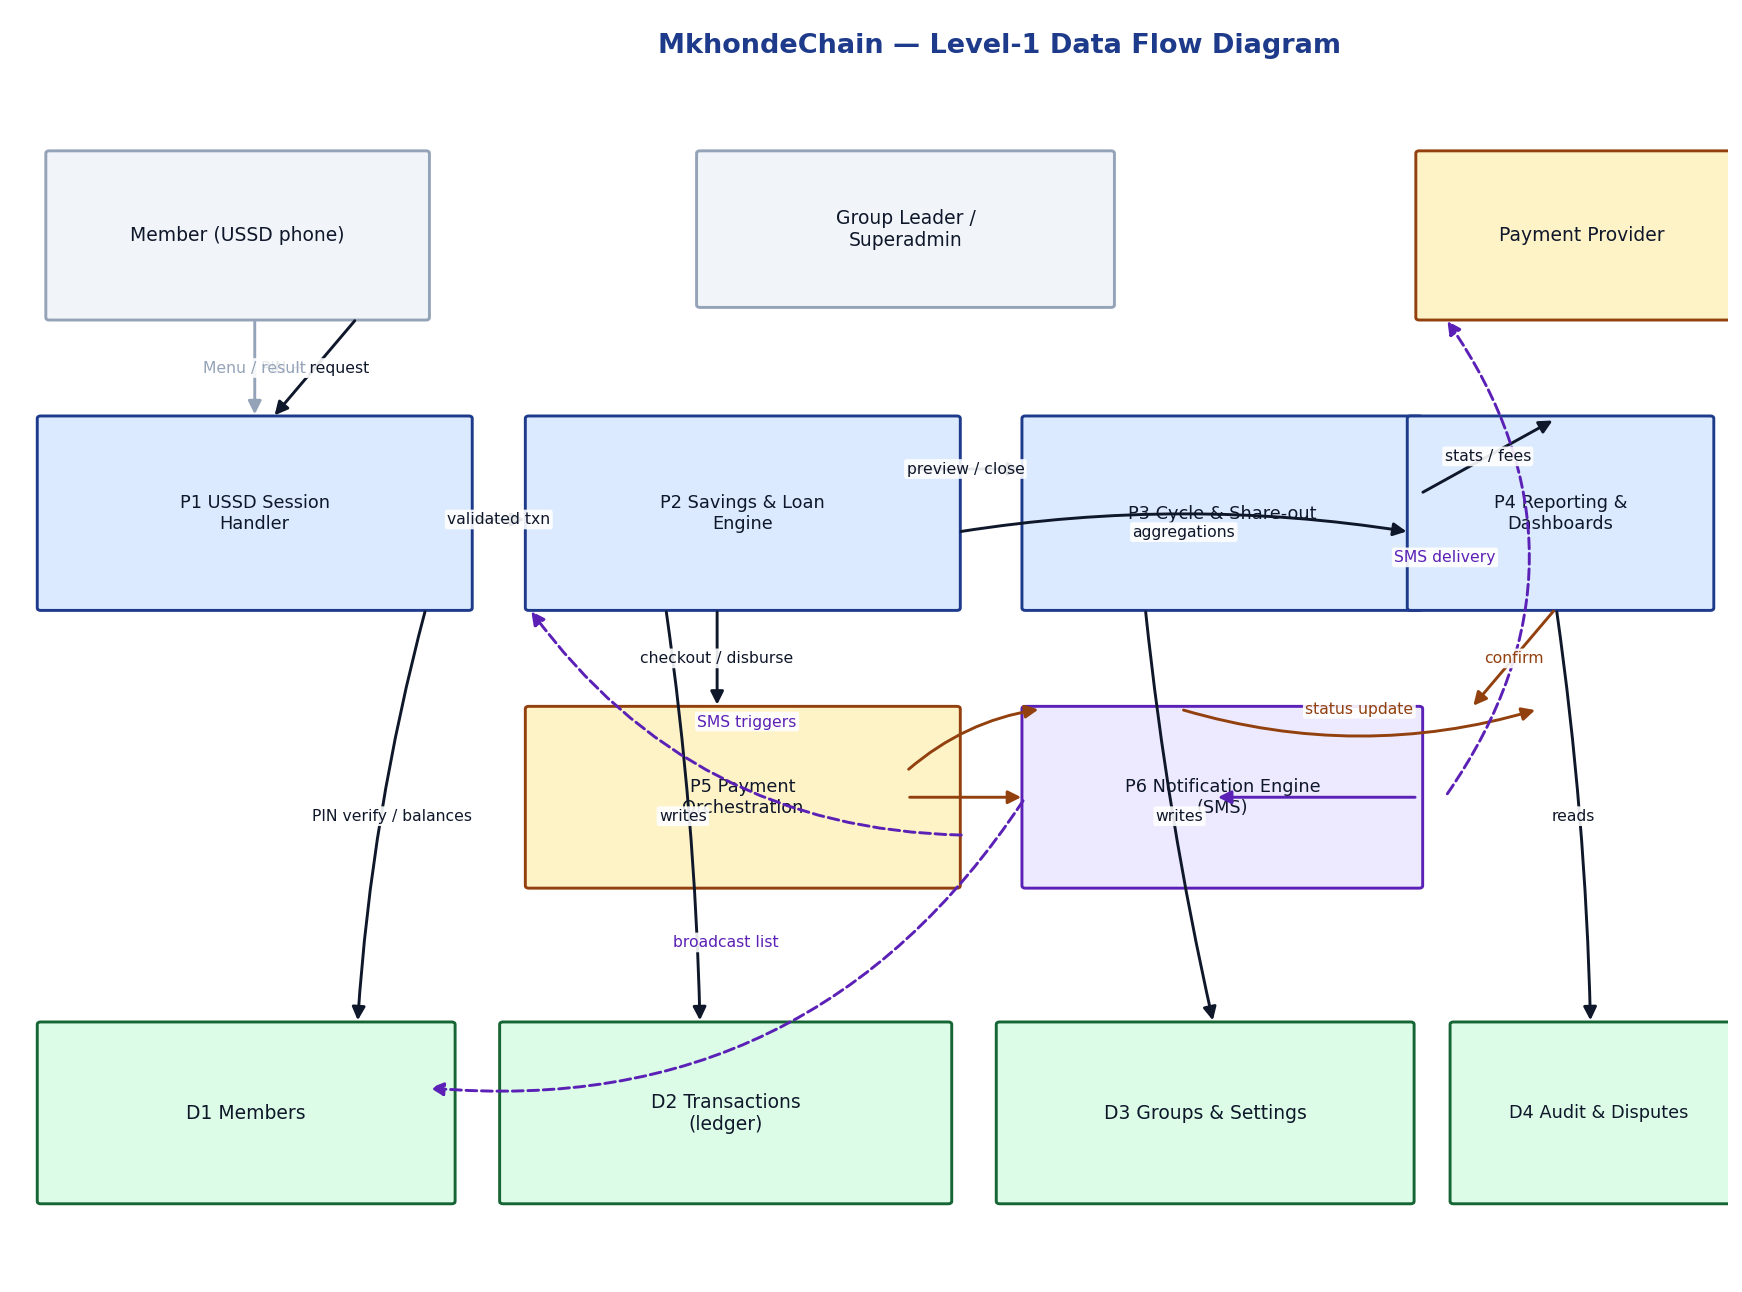 MkhondeChain — Level-1 Data Flow Diagram
Member (USSD phone)
Group Leader /
Superadmin
Payment Provider
Menu / result
request
P1 USSD Session
Handler
validated txn
P2 Savings & Loan
Engine
preview / close
P3 Cycle & Share-out
aggregations
stats / fees
P4 Reporting &
Dashboards
SMS delivery
checkout / disburse
confirm
SMS triggers
status update
P5 Payment
Orchestration
P6 Notification Engine
(SMS)
PIN verify / balances
writes
writes
reads
broadcast list
D1 Members
D2 Transactions
(ledger)
D3 Groups & Settings
D4 Audit & Disputes